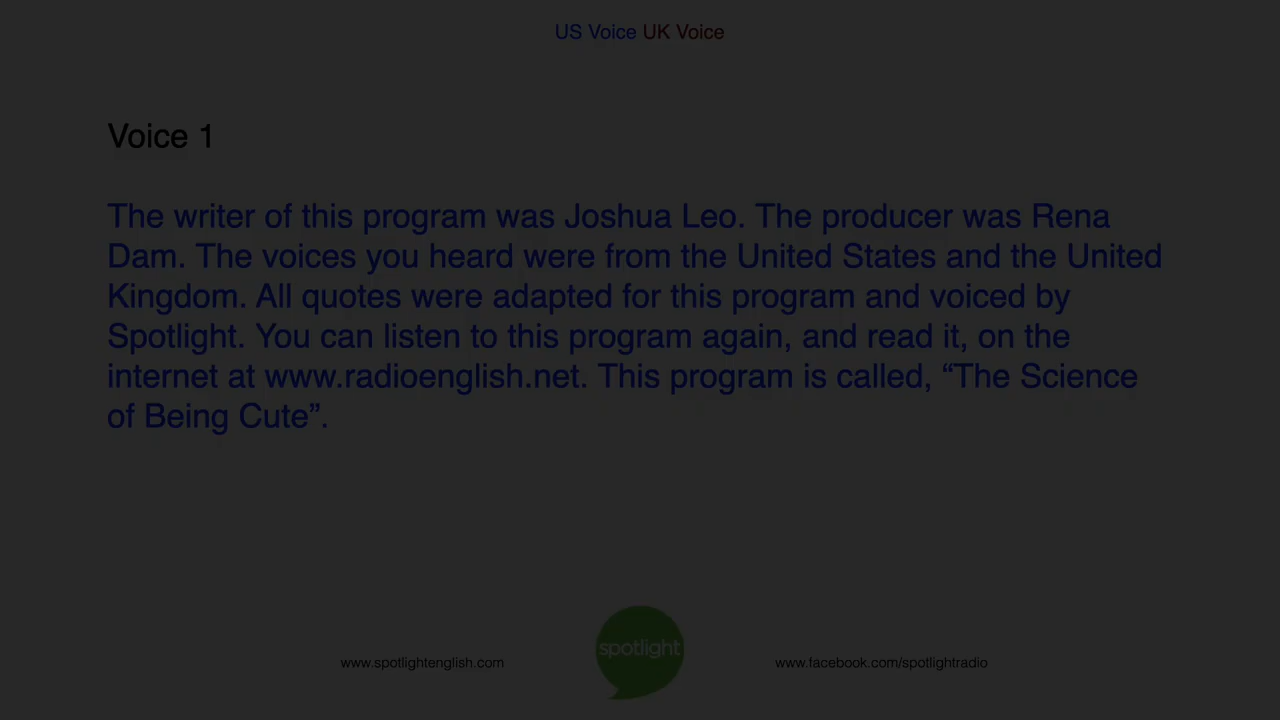 US Voice UK Voice
Voice 1
The writer of this program was Joshua Leo. The producer was Rena
Dam. The voices you heard were from the United States and the United
Kingdom. All quotes were adapted for this program and voiced by
Spotlight. You can listen to this program again, and read it, on the
internet at www.radioenglish.net. This program is called, “The Science
of Being Cute”.
spotlight
www.spotlightenglish.com
www.facebook.com/spotlightradio